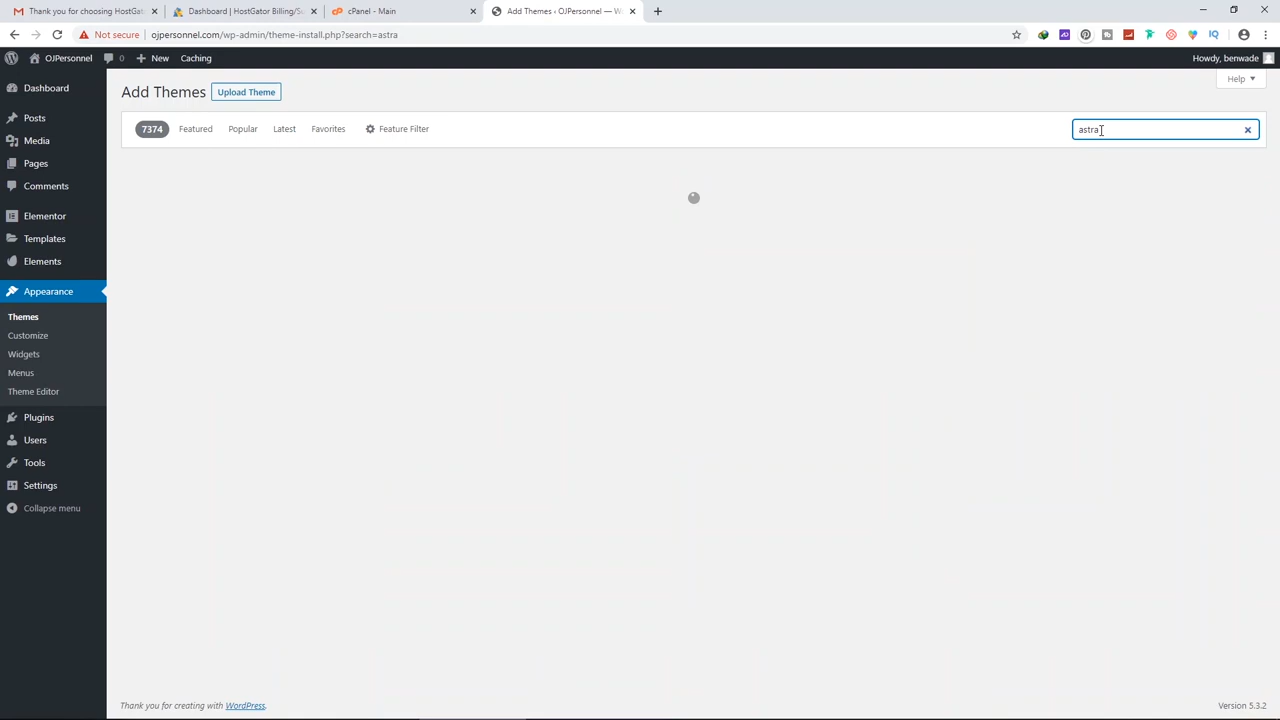 Thank you for choosing HostGat
Dashboard | HostGator Billing/Su
cPanel - Main
Add Themes ‹ OJPersonnel — W
Not secure
ojpersonnel.com/wp-admin/theme-install.php?search=astra
OJPersonnel
0
New
Caching
Howdy, benwade
Dashboard
Posts
Media
Pages
Comments
Elementor
Templates
Elements
Appearance
Themes
Customize
Widgets
Menus
Theme Editor
Plugins
Users
Tools
Settings
Collapse menu
Add Themes
Upload Theme
Help
7374
Featured
Popular
Latest
Favorites
Feature Filter
astra
Thank you for creating with WordPress.
Version 5.3.2